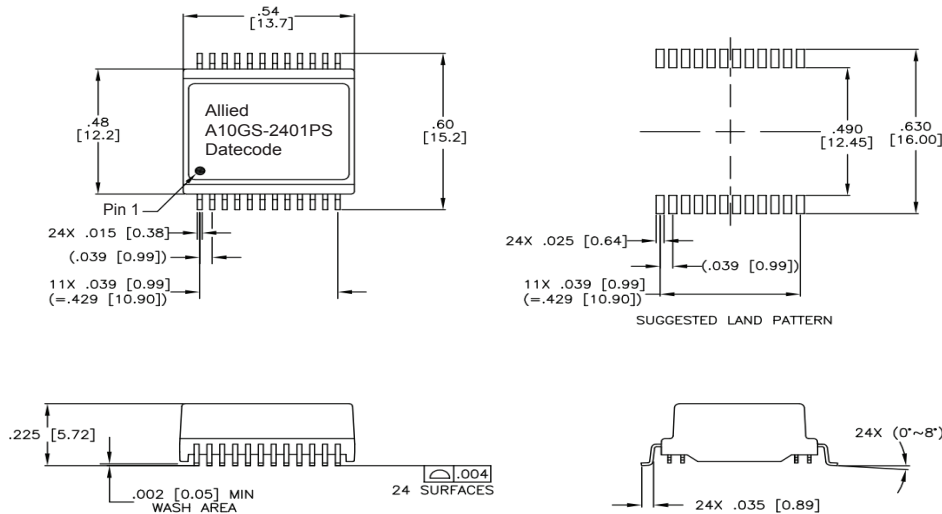 .54
[13.7]
.48
[12.2]
Allied
A10GS-2401PS
Datecode
.60
[15.2]
Pin 1
24X .015 [0.38]
(.039 [0.99])
11X .039 [0.99]
(=.429 [10.90])
.490
[12.45]
.630
[16.00]
24X .025 [0.64]
(.039 [0.99])
11X .039 [0.99]
(=.429 [10.90])
SUGGESTED LAND PATTERN
.225 [5.72]
.002 [0.05] MIN
WASH AREA
.004
24 SURFACES
24X (0°~8°)
24X .035 [0.89]